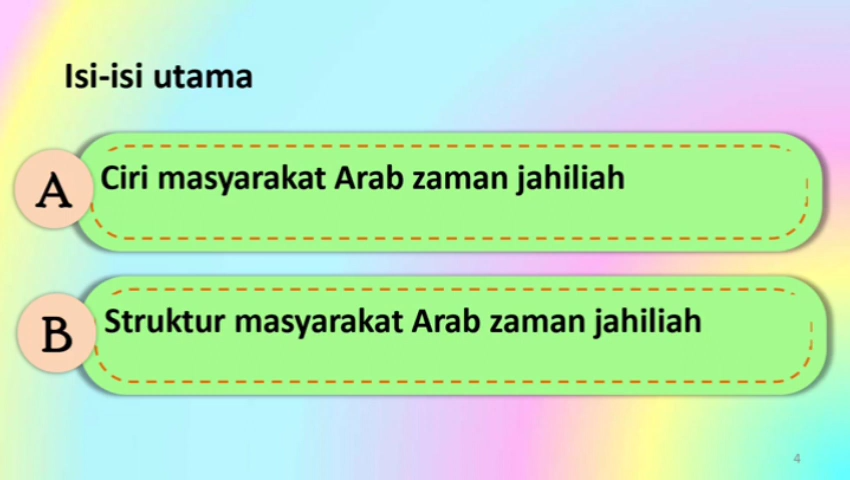 Isi-isi utama
A
Ciri masyarakat Arab zaman jahiliah
B
Struktur masyarakat Arab zaman jahiliah
4